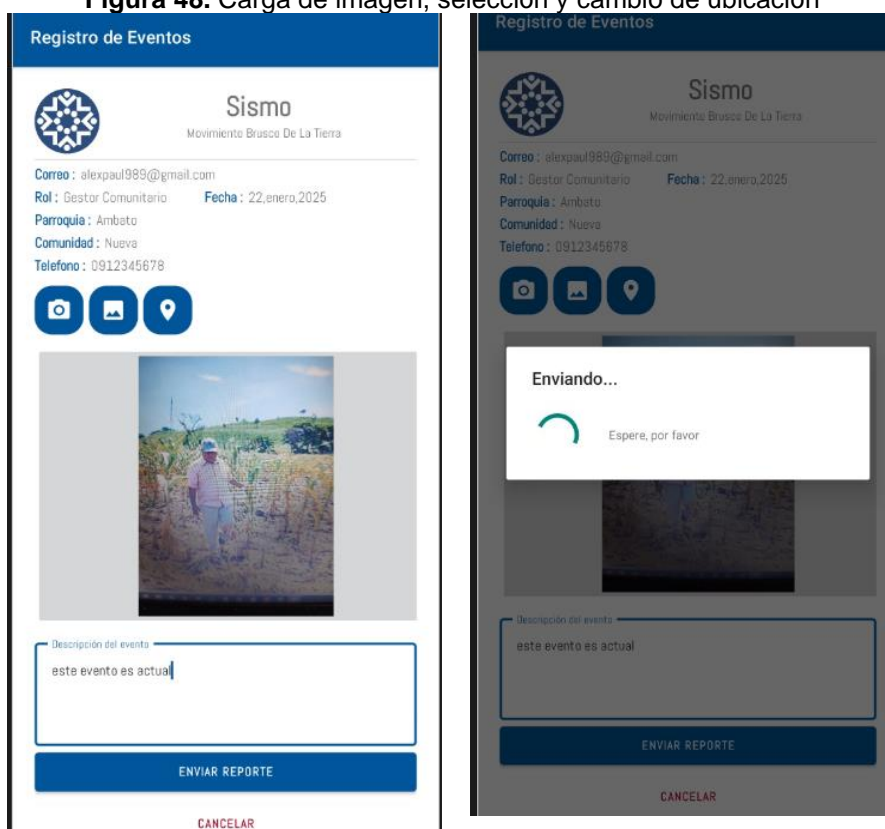 Figura 48. Carga de imagen, selección y cambio de ubicación
Registro de Eventos
Sismo
Movimiento Brusco De La Tierra
Correo : alexpaul989@gmail.com
Rol : Gestor Comunitario Fecha : 22,enero,2025
Parroquia : Ambato
Comunidad : Nueva
Telefono : 0912345678
Descripción del evento
este evento es actual
ENVIAR REPORTE
CANCELAR
Registro de Eventos
Sismo
Movimiento Brusco De La Tierra
Correo : alexpaul989@gmail.com
Rol : Gestor Comunitario Fecha : 22,enero,2025
Parroquia : Ambato
Comunidad : Nueva
Telefono : 0912345678
Enviando...
Espere, por favor
Descripción del evento
este evento es actual
ENVIAR REPORTE
CANCELAR